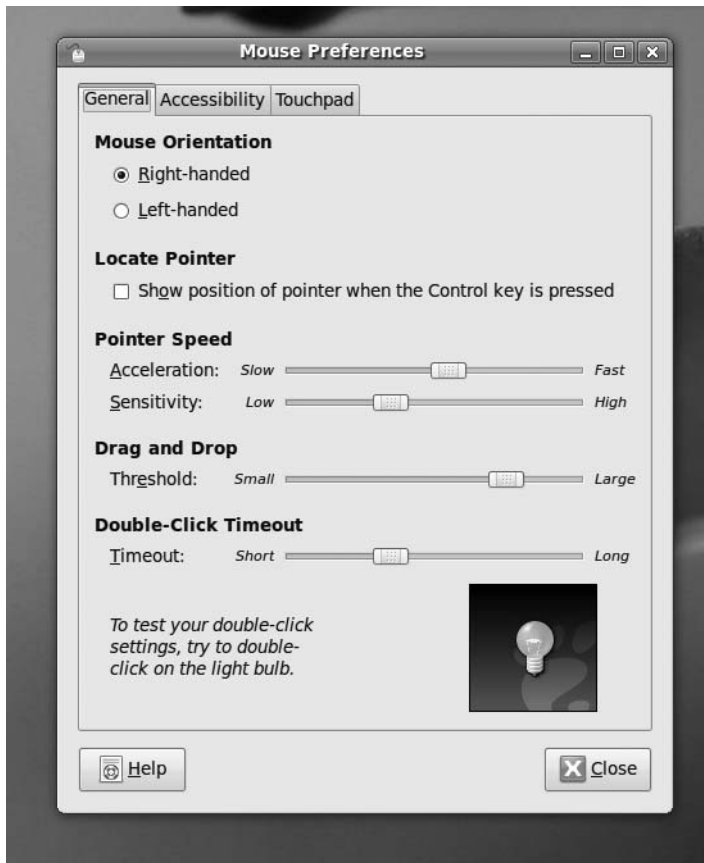 Mouse Preferences
General Accessibility Touchpad
Mouse Orientation
Right-handed
Left-handed
Locate Pointer
Show position of pointer when the Control key is pressed
Pointer Speed
Acceleration: Slow Fast
Sensitivity: Low High
Drag and Drop
Threshold: Small Large
Double-Click Timeout
Timeout: Short Long
To test your double-click
settings, try to double-
click on the light bulb.
Help Close